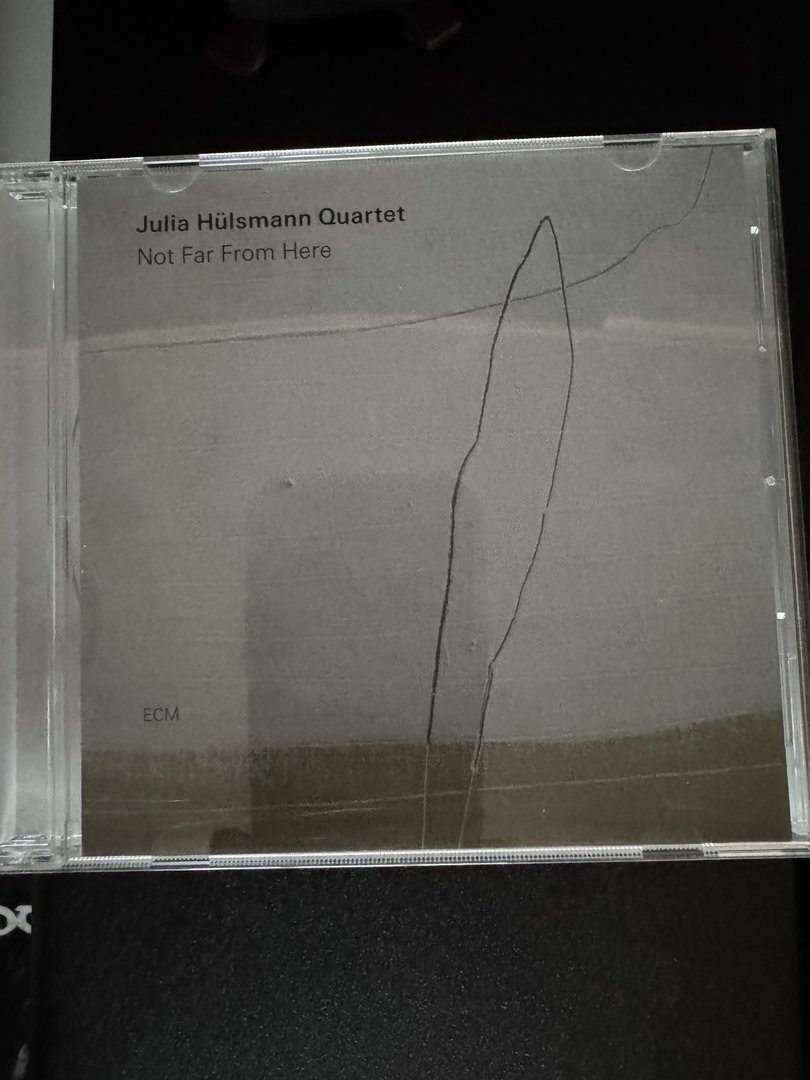 Julia Hülsmann Quartet
Not Far From Here
ECM